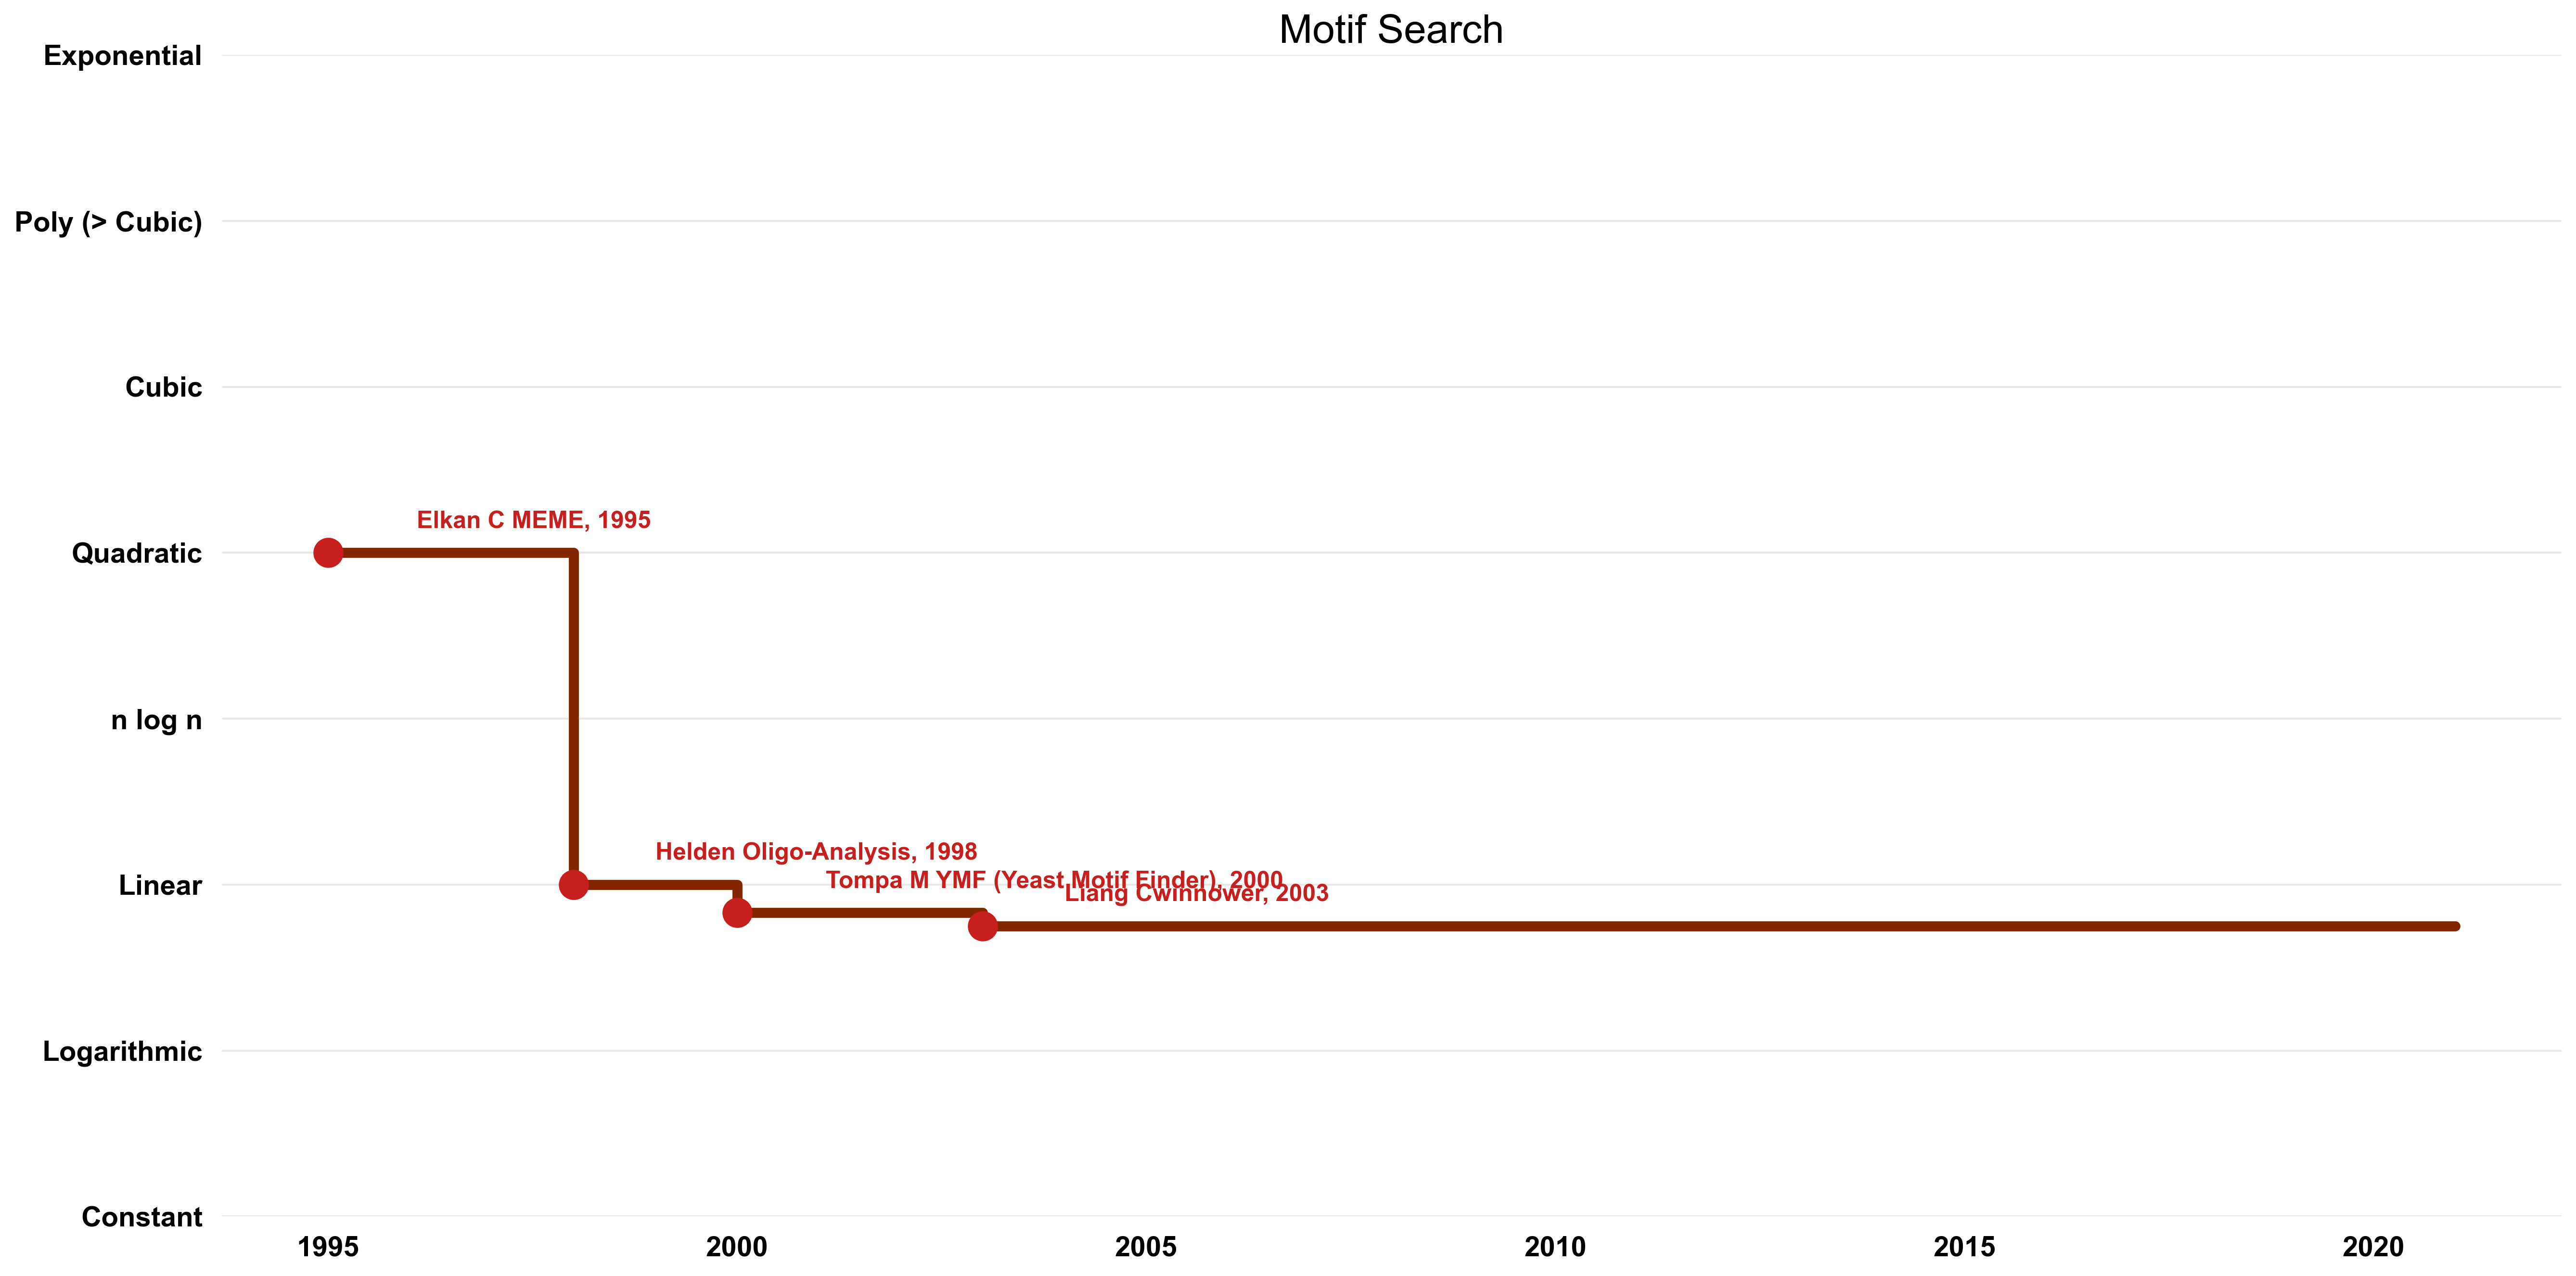 Motif Search
Exponential
Poly (> Cubic)
Cubic
Quadratic
n log n
Linear
Logarithmic
Constant
Elkan C MEME, 1995
Helden Oligo-Analysis, 1998
Tompa M YMF (Yeast Motif Finder), 2000
Liang Cwinnower, 2003
1995 2000 2005 2010 2015 2020